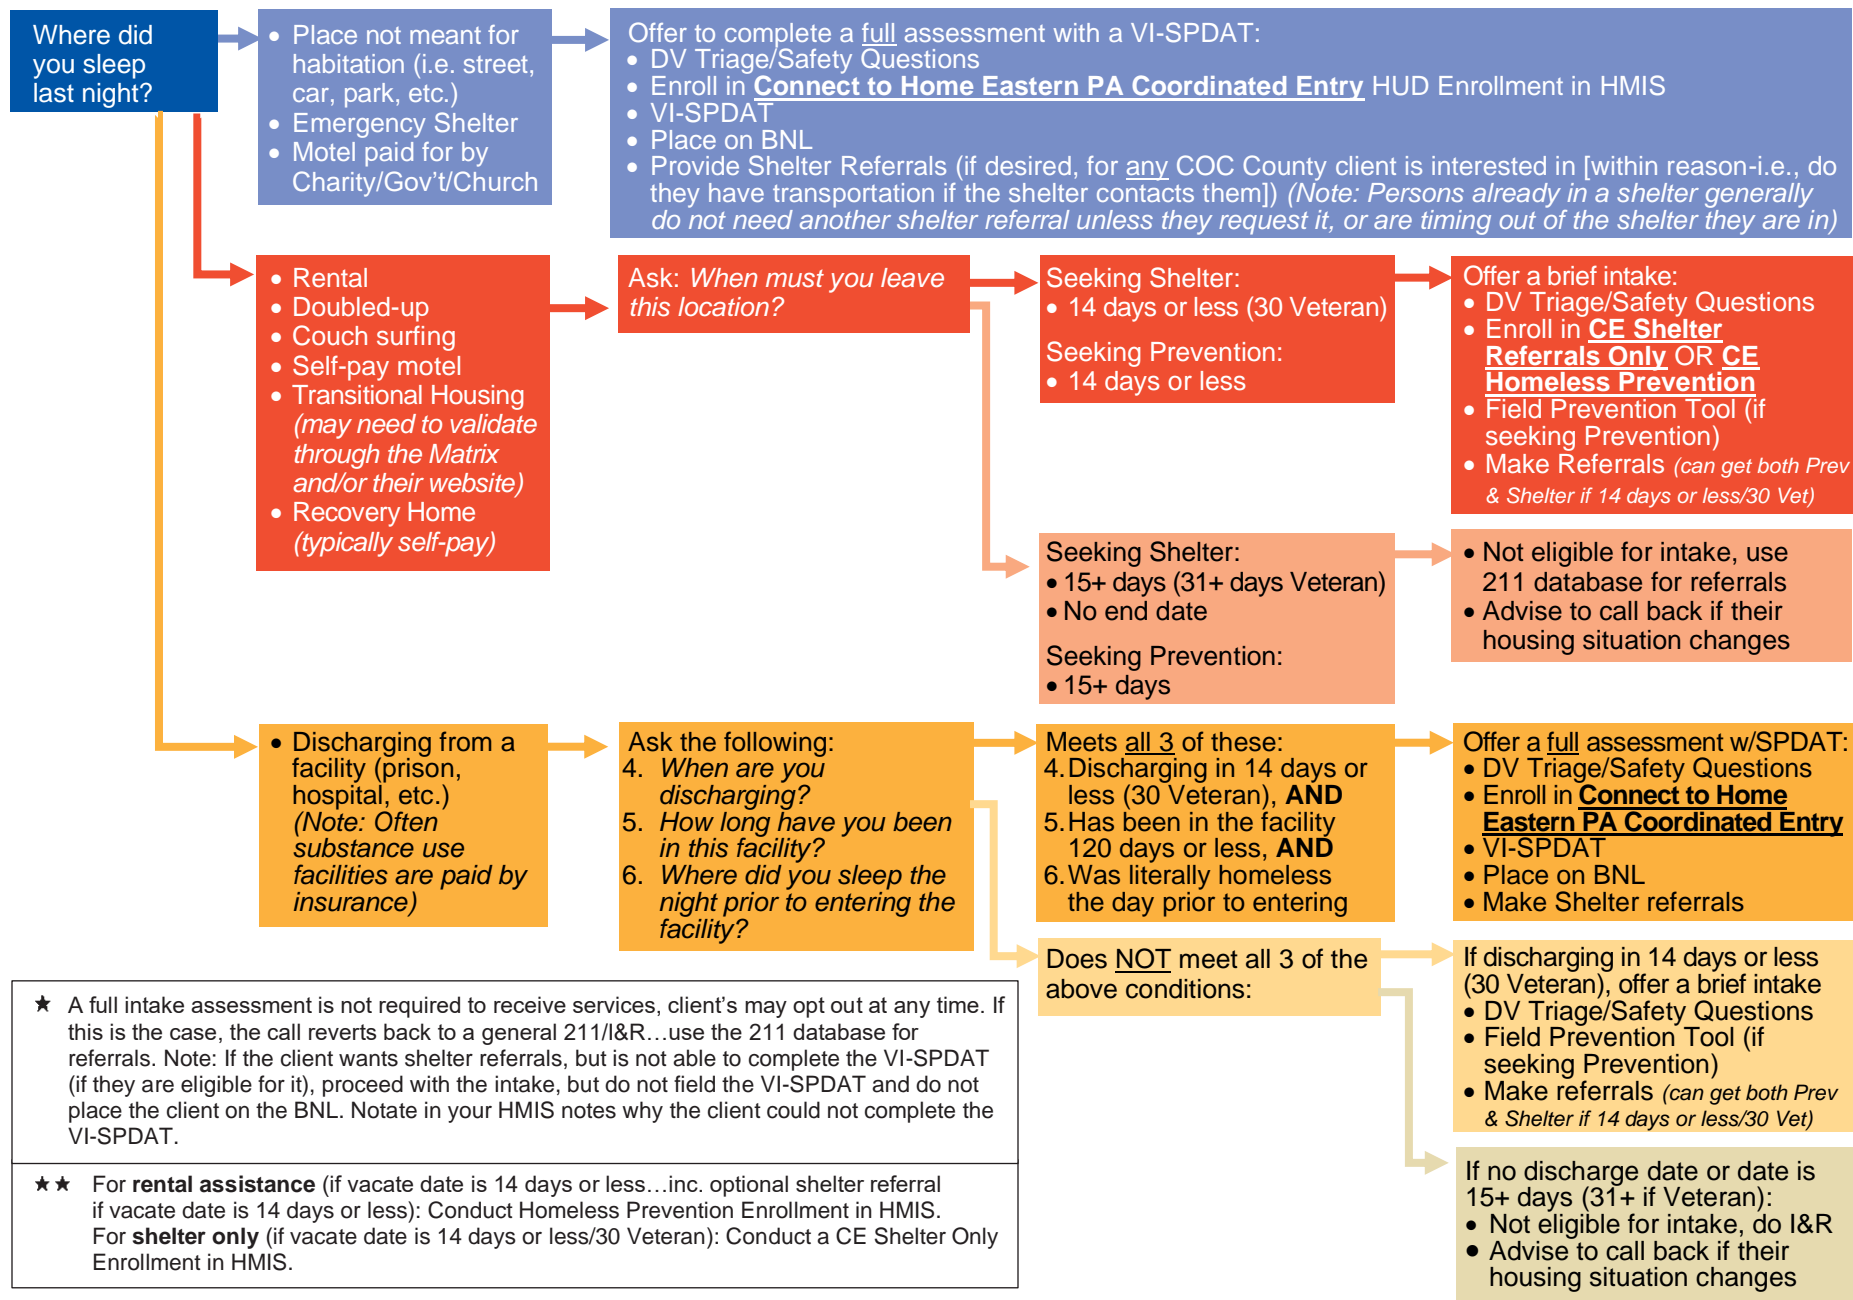 Where did
you sleep
last night?
• Place not meant for
habitation (i.e. street,
car, park, etc.)
• Emergency Shelter
• Motel paid for by
Charity/Gov't/Church
Offer to complete a full assessment with a VI-SPDAT:
• DV Triage/Safety Questions
• Enroll in Connect to Home Eastern PA Coordinated Entry HUD Enrollment in HMIS
• VI-SPDAT
• Place on BNL
• Provide Shelter Referrals (if desired, for any COC County client is interested in [within reason-i.e., do
they have transportation if the shelter contacts them]) (Note: Persons already in a shelter generally
do not need another shelter referral unless they request it, or are timing out of the shelter they are in)
• Rental
• Doubled-up
• Couch surfing
• Self-pay motel
• Transitional Housing
(may need to validate
through the Matrix
and/or their website)
• Recovery Home
(typically self-pay)
Ask: When must you leave
this location?
Seeking Shelter:
• 14 days or less (30 Veteran)
Seeking Prevention:
• 14 days or less
Offer a brief intake:
• DV Triage/Safety Questions
• Enroll in CE Shelter
Referrals Only OR CE
Homeless Prevention
• Field Prevention Tool (if
seeking Prevention)
• Make Referrals (can get both Prev
& Shelter if 14 days or less/30 Vet)
Seeking Shelter:
• 15+ days (31+ days Veteran)
• No end date
Seeking Prevention:
• 15+ days
• Not eligible for intake, use
211 database for referrals
• Advise to call back if their
housing situation changes
• Discharging from a
facility (prison,
hospital, etc.)
(Note: Often
substance use
facilities are paid by
insurance)
Ask the following:
4. When are you
discharging?
5. How long have you been
in this facility?
6. Where did you sleep the
night prior to entering the
facility?
Meets all 3 of these:
4. Discharging in 14 days or
less (30 Veteran), AND
5. Has been in the facility
120 days or less, AND
6. Was literally homeless
the day prior to entering
Offer a full assessment w/SPDAT:
• DV Triage/Safety Questions
• Enroll in Connect to Home
Eastern PA Coordinated Entry
• VI-SPDAT
• Place on BNL
• Make Shelter referrals
Does NOT meet all 3 of the
above conditions:
If discharging in 14 days or less
(30 Veteran), offer a brief intake
• DV Triage/Safety Questions
• Field Prevention Tool (if
seeking Prevention)
• Make referrals (can get both Prev
& Shelter if 14 days or less/30 Vet)
If no discharge date or date is
15+ days (31+ if Veteran):
• Not eligible for intake, do I&R
• Advise to call back if their
housing situation changes
★ A full intake assessment is not required to receive services, client's may opt out at any time. If
this is the case, the call reverts back to a general 211/I&R…use the 211 database for
referrals. Note: If the client wants shelter referrals, but is not able to complete the VI-SPDAT
(if they are eligible for it), proceed with the intake, but do not field the VI-SPDAT and do not
place the client on the BNL. Notate in your HMIS notes why the client could not complete the
VI-SPDAT.
★★ For rental assistance (if vacate date is 14 days or less…inc. optional shelter referral
if vacate date is 14 days or less): Conduct Homeless Prevention Enrollment in HMIS.
For shelter only (if vacate date is 14 days or less/30 Veteran): Conduct a CE Shelter Only
Enrollment in HMIS.